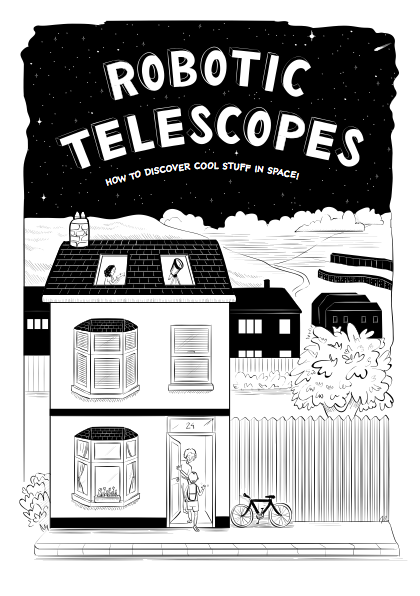 ROBOTIC
TELESCOPES
HOW TO DISCOVER COOL STUFF IN SPACE!
24